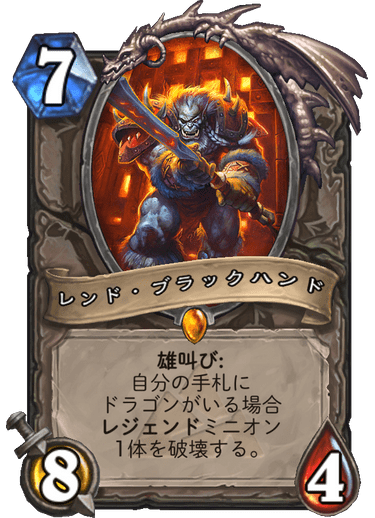 7
レンド・ブラックハンド
雄叫び:
自分の手札に
ドラゴンがいる場合
レジェンドミニオン
1体を破壊する。
8
4